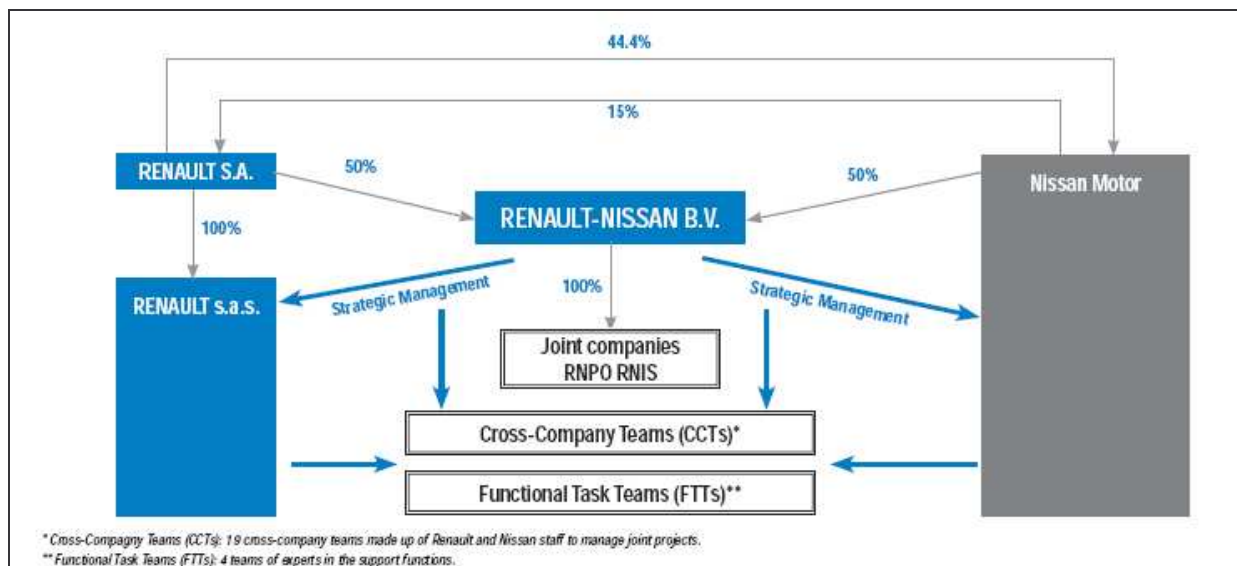 44.4%
15%
RENAULT S.A.
50%
50%
Nissan Motor
RENAULT-NISSAN B.V.
100%
RENAULT s.a.s.
Strategic Management
100%
Strategic Management
Joint companies
RNPO RNIS
Cross-Company Teams (CCTs)*
Functional Task Teams (FTTs)**
* Cross-Compagny Teams (CCTs): 19 cross-company teams made up of Renault and Nissan staff to manage joint projects.
** Functional Task Teams (FTTs): 4 teams of experts in the support functions.